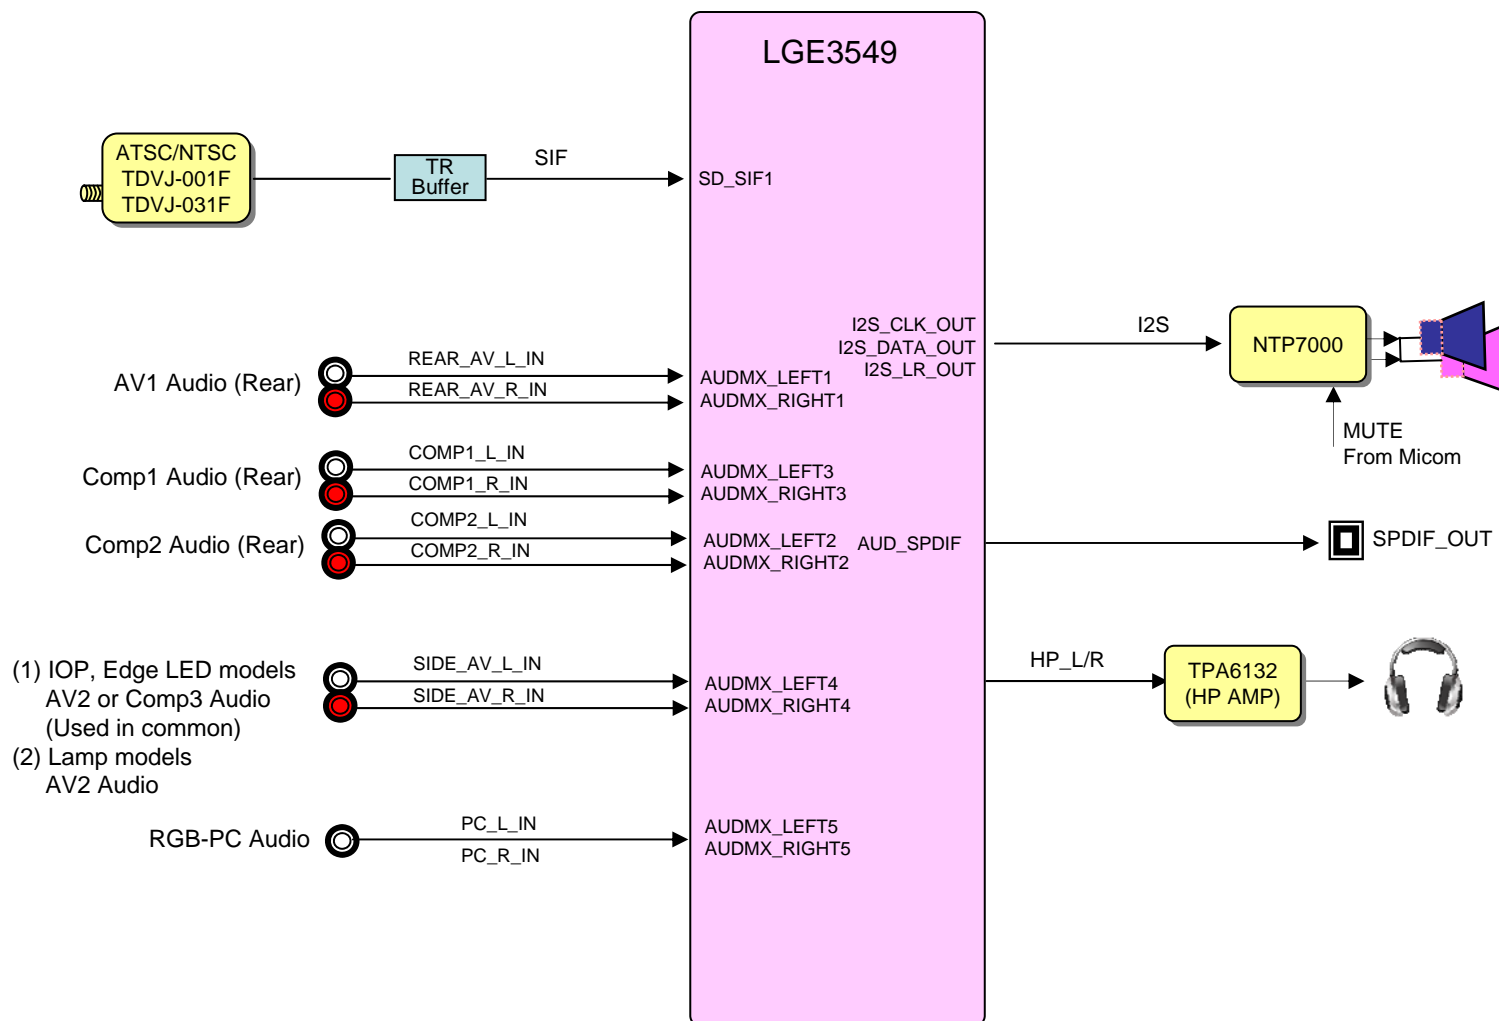 LGE3549
ATSC/NTSC
TDVJ-001F
TDVJ-031F
TR
Buffer
SIF
SD_SIF1
I2S_CLK_OUT
I2S_DATA_OUT
I2S_LR_OUT
I2S
NTP7000
MUTE
From Micom
AV1 Audio (Rear)
REAR_AV_L_IN
REAR_AV_R_IN
AUDMX_LEFT1
AUDMX_RIGHT1
Comp1 Audio (Rear)
COMP1_L_IN
COMP1_R_IN
AUDMX_LEFT3
AUDMX_RIGHT3
Comp2 Audio (Rear)
COMP2_L_IN
COMP2_R_IN
AUDMX_LEFT2
AUDMX_RIGHT2
AUD_SPDIF
SPDIF_OUT
(1) IOP, Edge LED models
AV2 or Comp3 Audio
(Used in common)
(2) Lamp models
AV2 Audio
SIDE_AV_L_IN
SIDE_AV_R_IN
AUDMX_LEFT4
AUDMX_RIGHT4
HP_L/R
TPA6132
(HP AMP)
RGB-PC Audio
PC_L_IN
PC_R_IN
AUDMX_LEFT5
AUDMX_RIGHT5